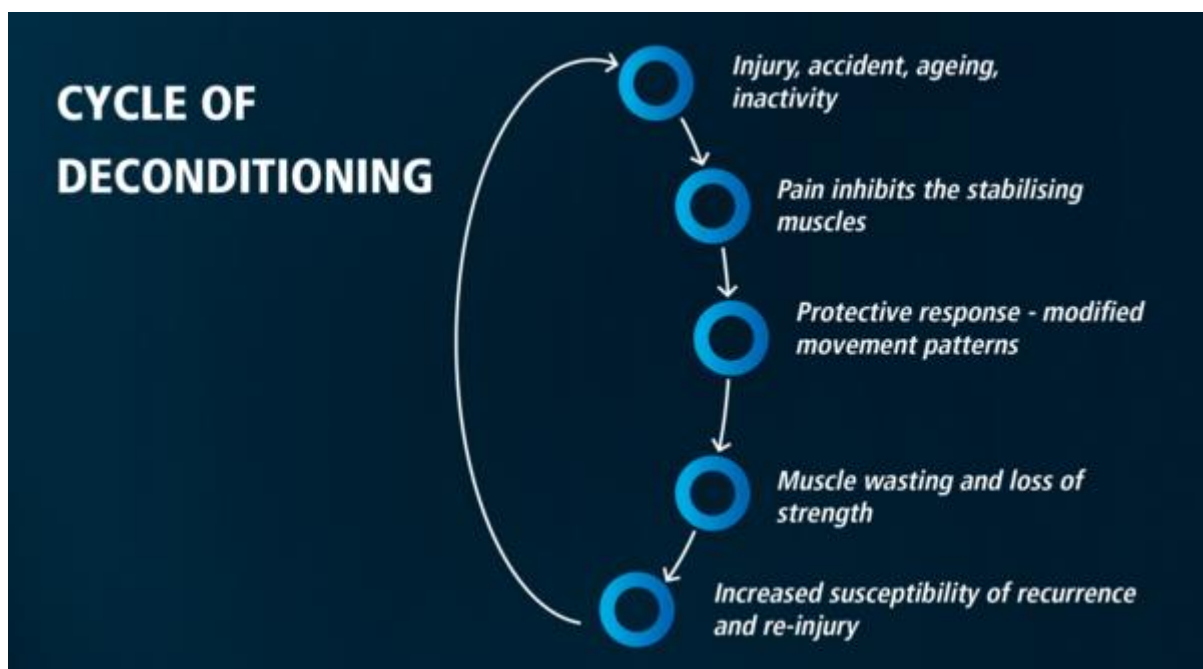 CYCLE OF
DECONDITIONING
Injury, accident, ageing,
inactivity
Pain inhibits the stabilising
muscles
Protective response - modified
movement patterns
Muscle wasting and loss of
strength
Increased susceptibility of recurrence
and re-injury